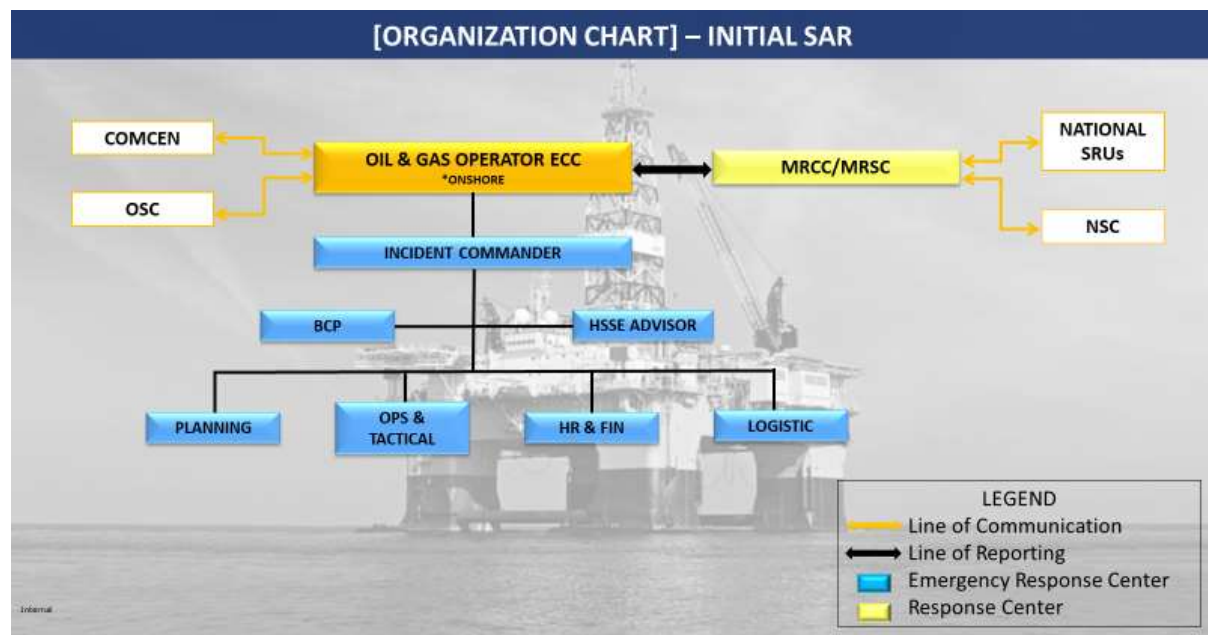 [ORGANIZATION CHART] – INITIAL SAR
COMCEN
OSC
OIL & GAS OPERATOR ECC
*ONSHORE
MRCC/MRSC
NATIONAL
SRUs
NSC
INCIDENT COMMANDER
BCP
HSSE ADVISOR
PLANNING
OPS &
TACTICAL
HR & FIN
LOGISTIC
LEGEND
Line of Communication
Line of Reporting
Emergency Response Center
Response Center
Internal